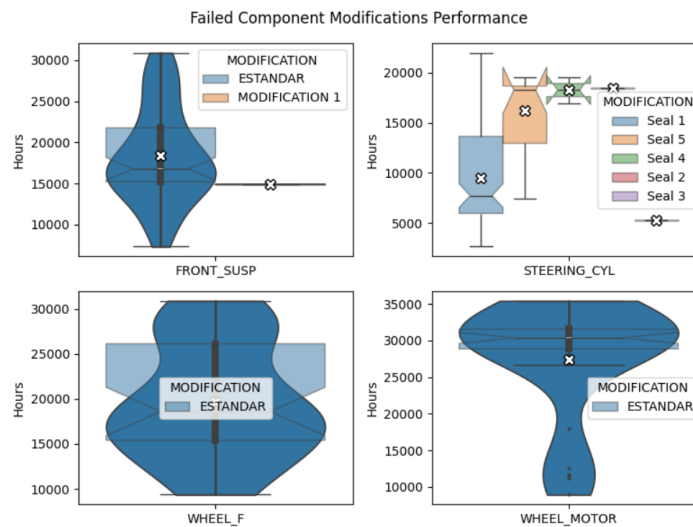 Failed Component Modifications Performance
30000
25000
20000
15000
10000
Hours
MODIFICATION
ESTANDAR
MODIFICATION 1
FRONT_SUSP
20000
15000
10000
5000
Hours
MODIFICATION
Seal 1
Seal 5
Seal 4
Seal 2
Seal 3
STEERING_CYL
30000
25000
20000
15000
10000
Hours
MODIFICATION
ESTANDAR
WHEEL_F
35000
30000
25000
20000
15000
10000
Hours
MODIFICATION
ESTANDAR
WHEEL_MOTOR